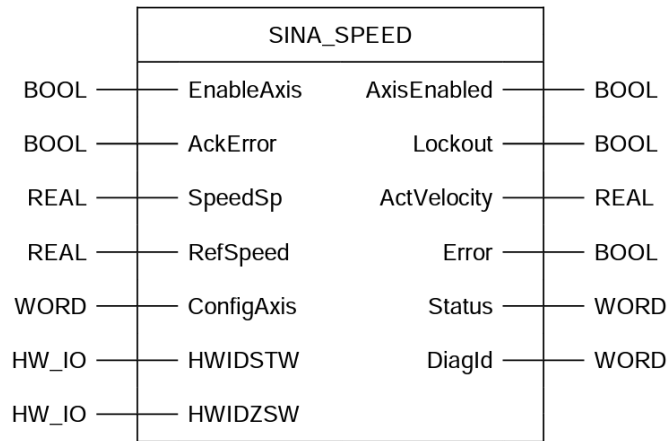 SINA_SPEED
BOOL EnableAxis AxisEnabled BOOL
BOOL AckError Lockout BOOL
REAL SpeedSp ActVelocity REAL
REAL RefSpeed Error BOOL
WORD ConfigAxis Status WORD
HW_IO HWIDSTW DiagId WORD
HW_IO HWIDZSW